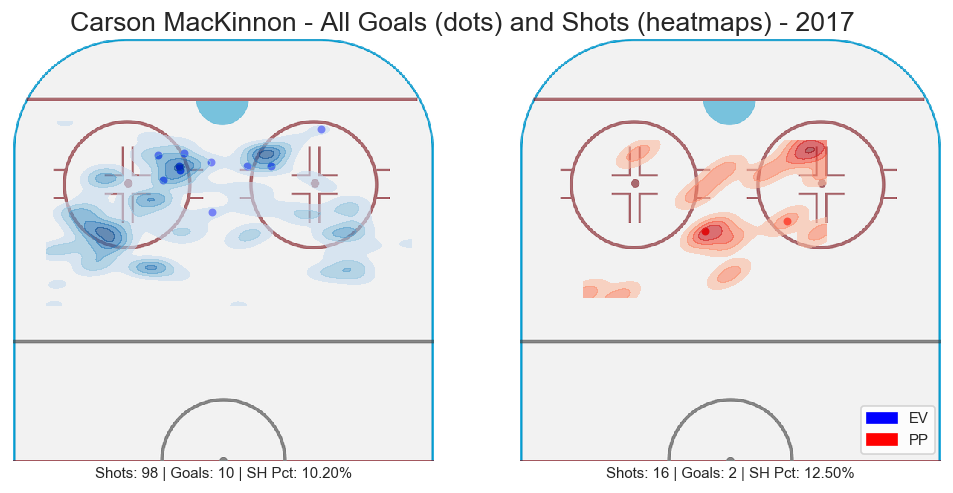 Carson MacKinnon - All Goals (dots) and Shots (heatmaps) - 2017
EV
PP
Shots: 98 | Goals: 10 | SH Pct: 10.20%
Shots: 16 | Goals: 2 | SH Pct: 12.50%